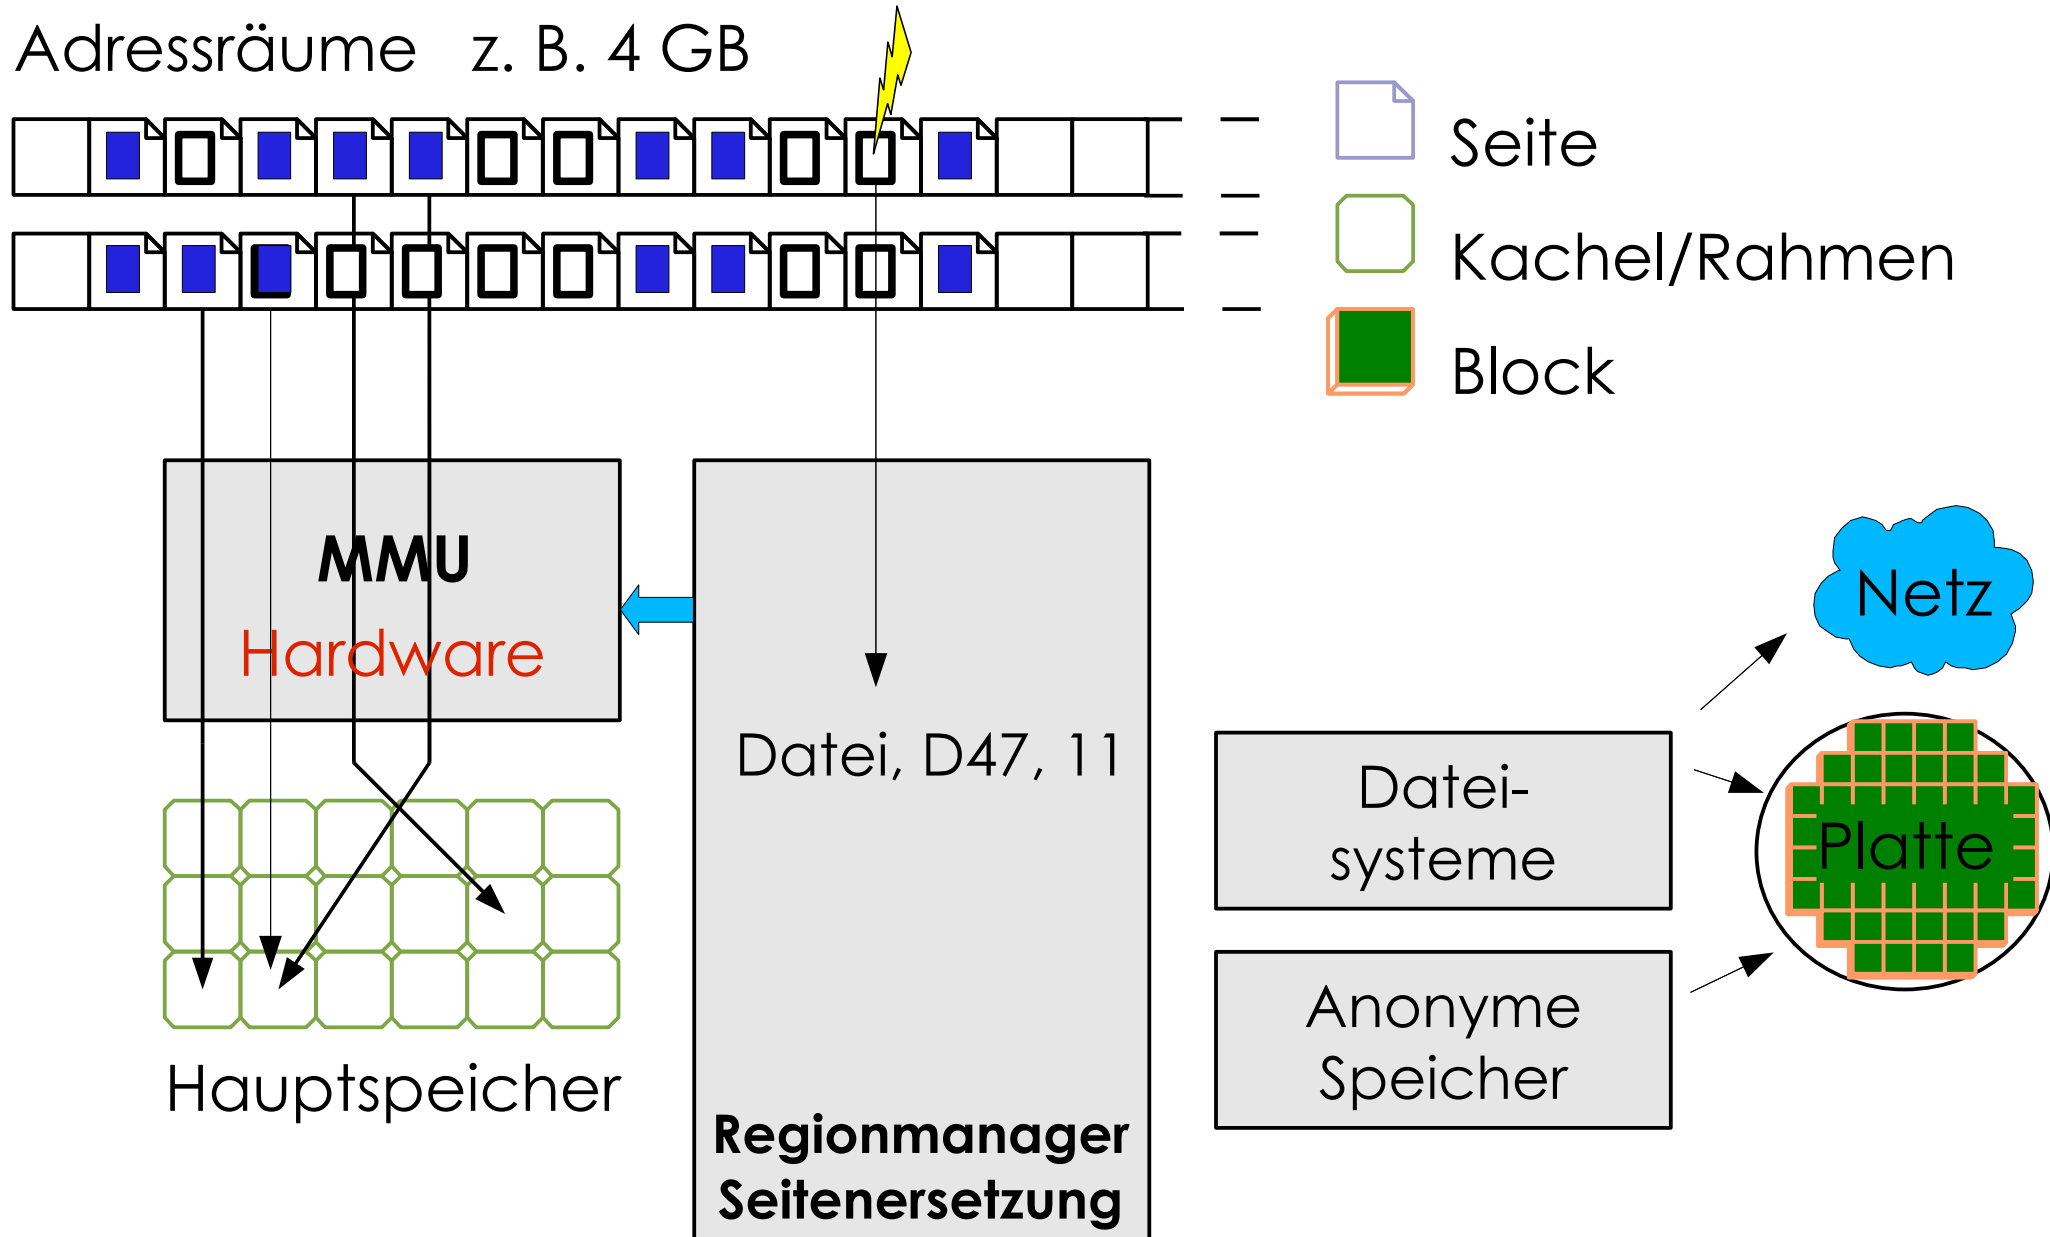 Adressräume z. B. 4 GB
Seite
Kachel/Rahmen
Block
MMU
Hardware
Netz
Datei, D47, 11
Datei-
systeme
Platte
Anonyme
Speicher
Hauptspeicher
Regionmanager
Seitenersetzung